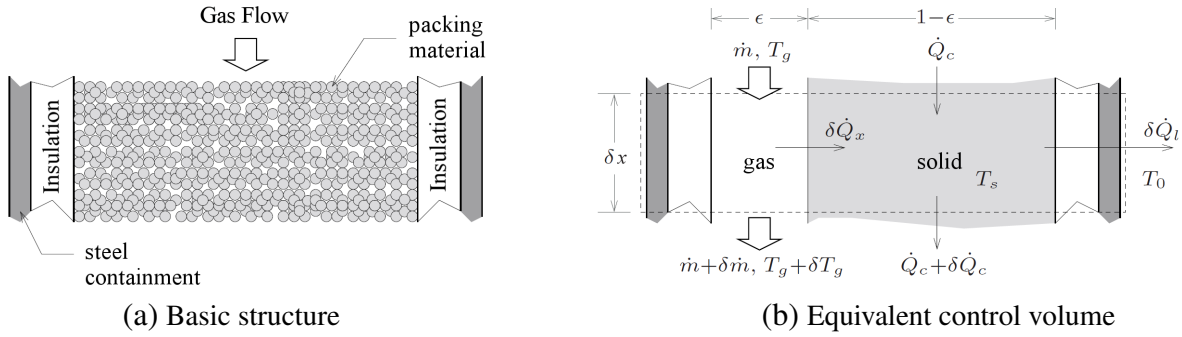 Gas Flow
packing
material
Insulation
Insulation
steel
containment
(a) Basic structure
ϵ
1−ϵ
ṁ, T_g
Q̇_c
δx
δQ̇_x
gas
solid
T_s
δQ̇_l
T_0
ṁ+δṁ, T_g+δT_g
Q̇_c+δQ̇_c
(b) Equivalent control volume